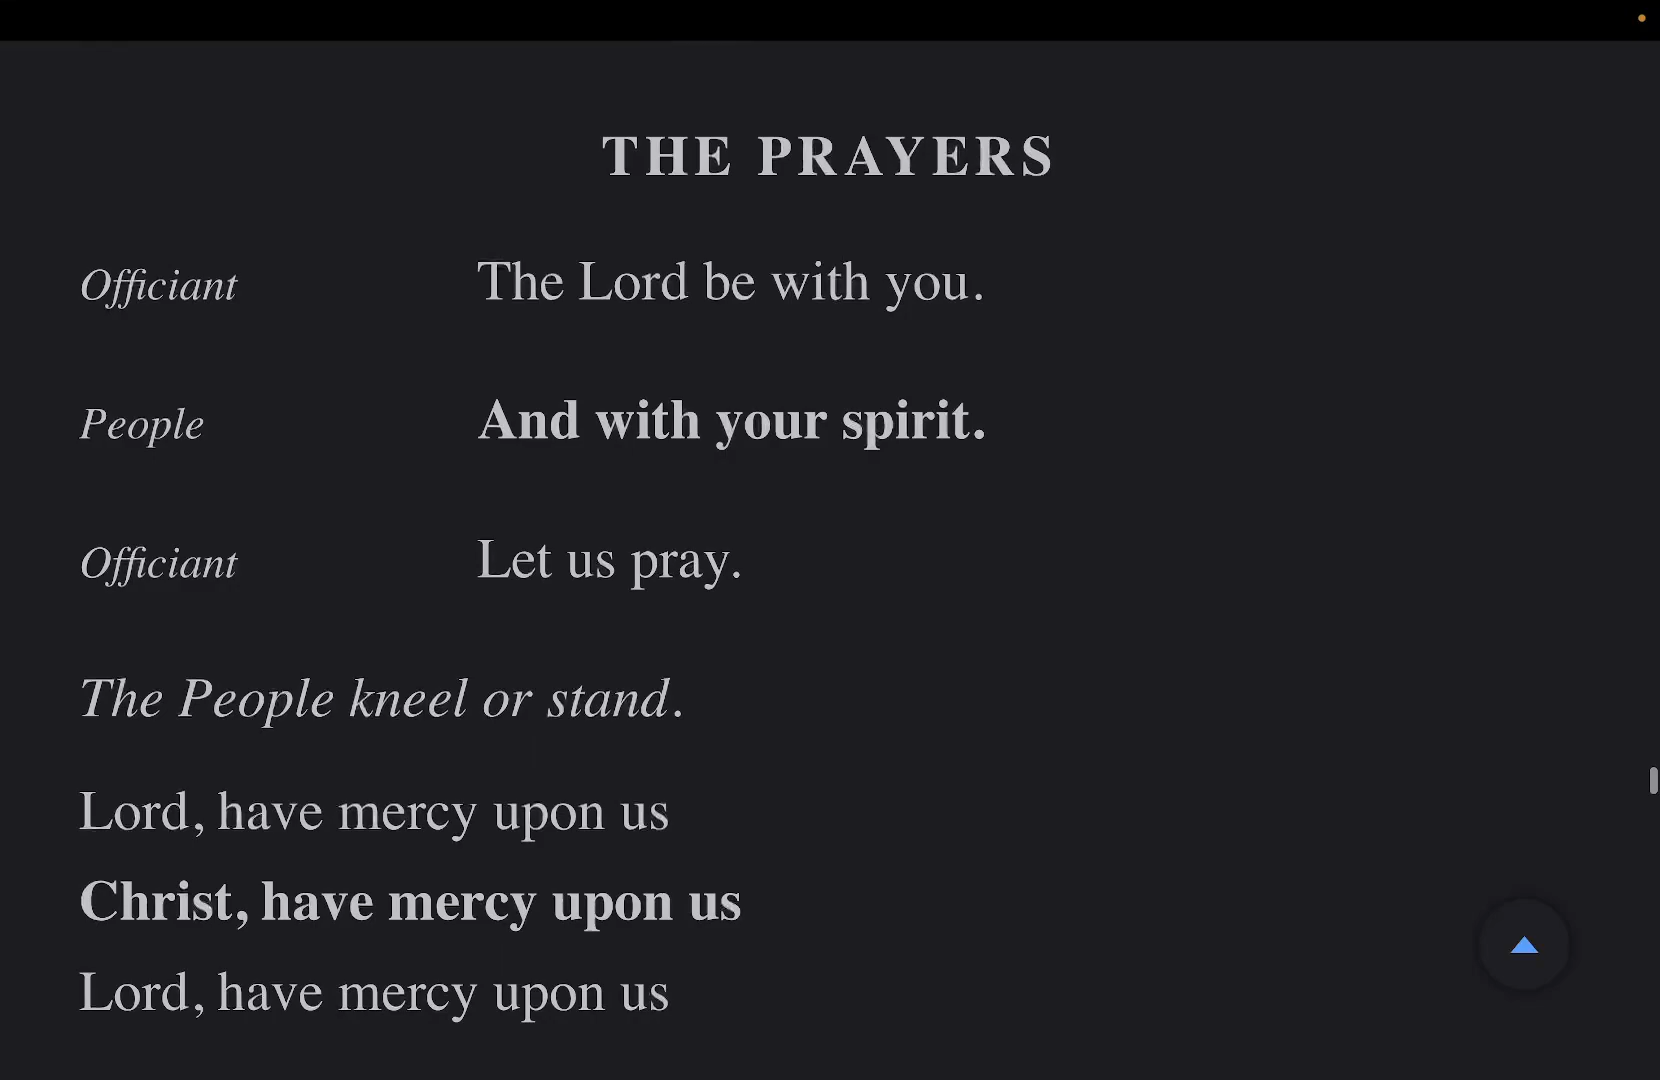 THE PRAYERS
Officiant The Lord be with you.
People And with your spirit.
Officiant Let us pray.
The People kneel or stand.
Lord, have mercy upon us
Christ, have mercy upon us
Lord, have mercy upon us